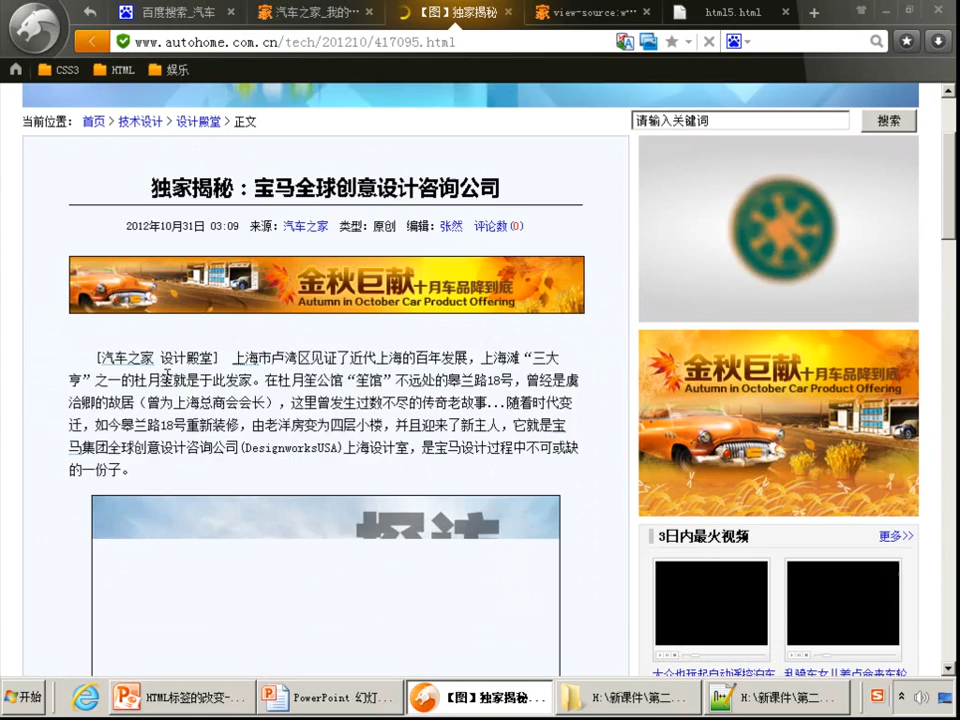 百度搜索_汽车
汽车之家_我的…
【图】独家揭秘
view-source:w…
html5.html
www.autohome.com.cn/tech/201210/417095.html
CSS3
HTML
娱乐
当前位置： 首页 > 技术设计 > 设计殿堂 > 正文
请输入关键词
搜索
独家揭秘：宝马全球创意设计咨询公司
2012年10月31日 03:09 来源：汽车之家 类型：原创 编辑：张然 评论数(0)
金秋巨献十月车品降到底
Autumn in October Car Product Offering
[汽车之家 设计殿堂] 上海市卢湾区见证了近代上海的百年发展，上海滩“三大
亨”之一的杜月笙就是于此发家。在杜月笙公馆“笙馆”不远处的皋兰路18号，曾经是虞
洽卿的故居（曾为上海总商会会长），这里曾发生过数不尽的传奇老故事...随着时代变
迁，如今皋兰路18号重新装修，由老洋房变为四层小楼，并且迎来了新主人，它就是宝
马集团全球创意设计咨询公司(DesignworksUSA)上海设计室，是宝马设计过程中不可或缺
的一份子。
金秋巨献十月车品降到底
Autumn in October Car Product Offering
3日内最火视频
更多>>
开始
HTML标签的改变-...
PowerPoint 幻灯...
【图】独家揭秘...
H:\新课件\第二...
H:\新课件\第二...